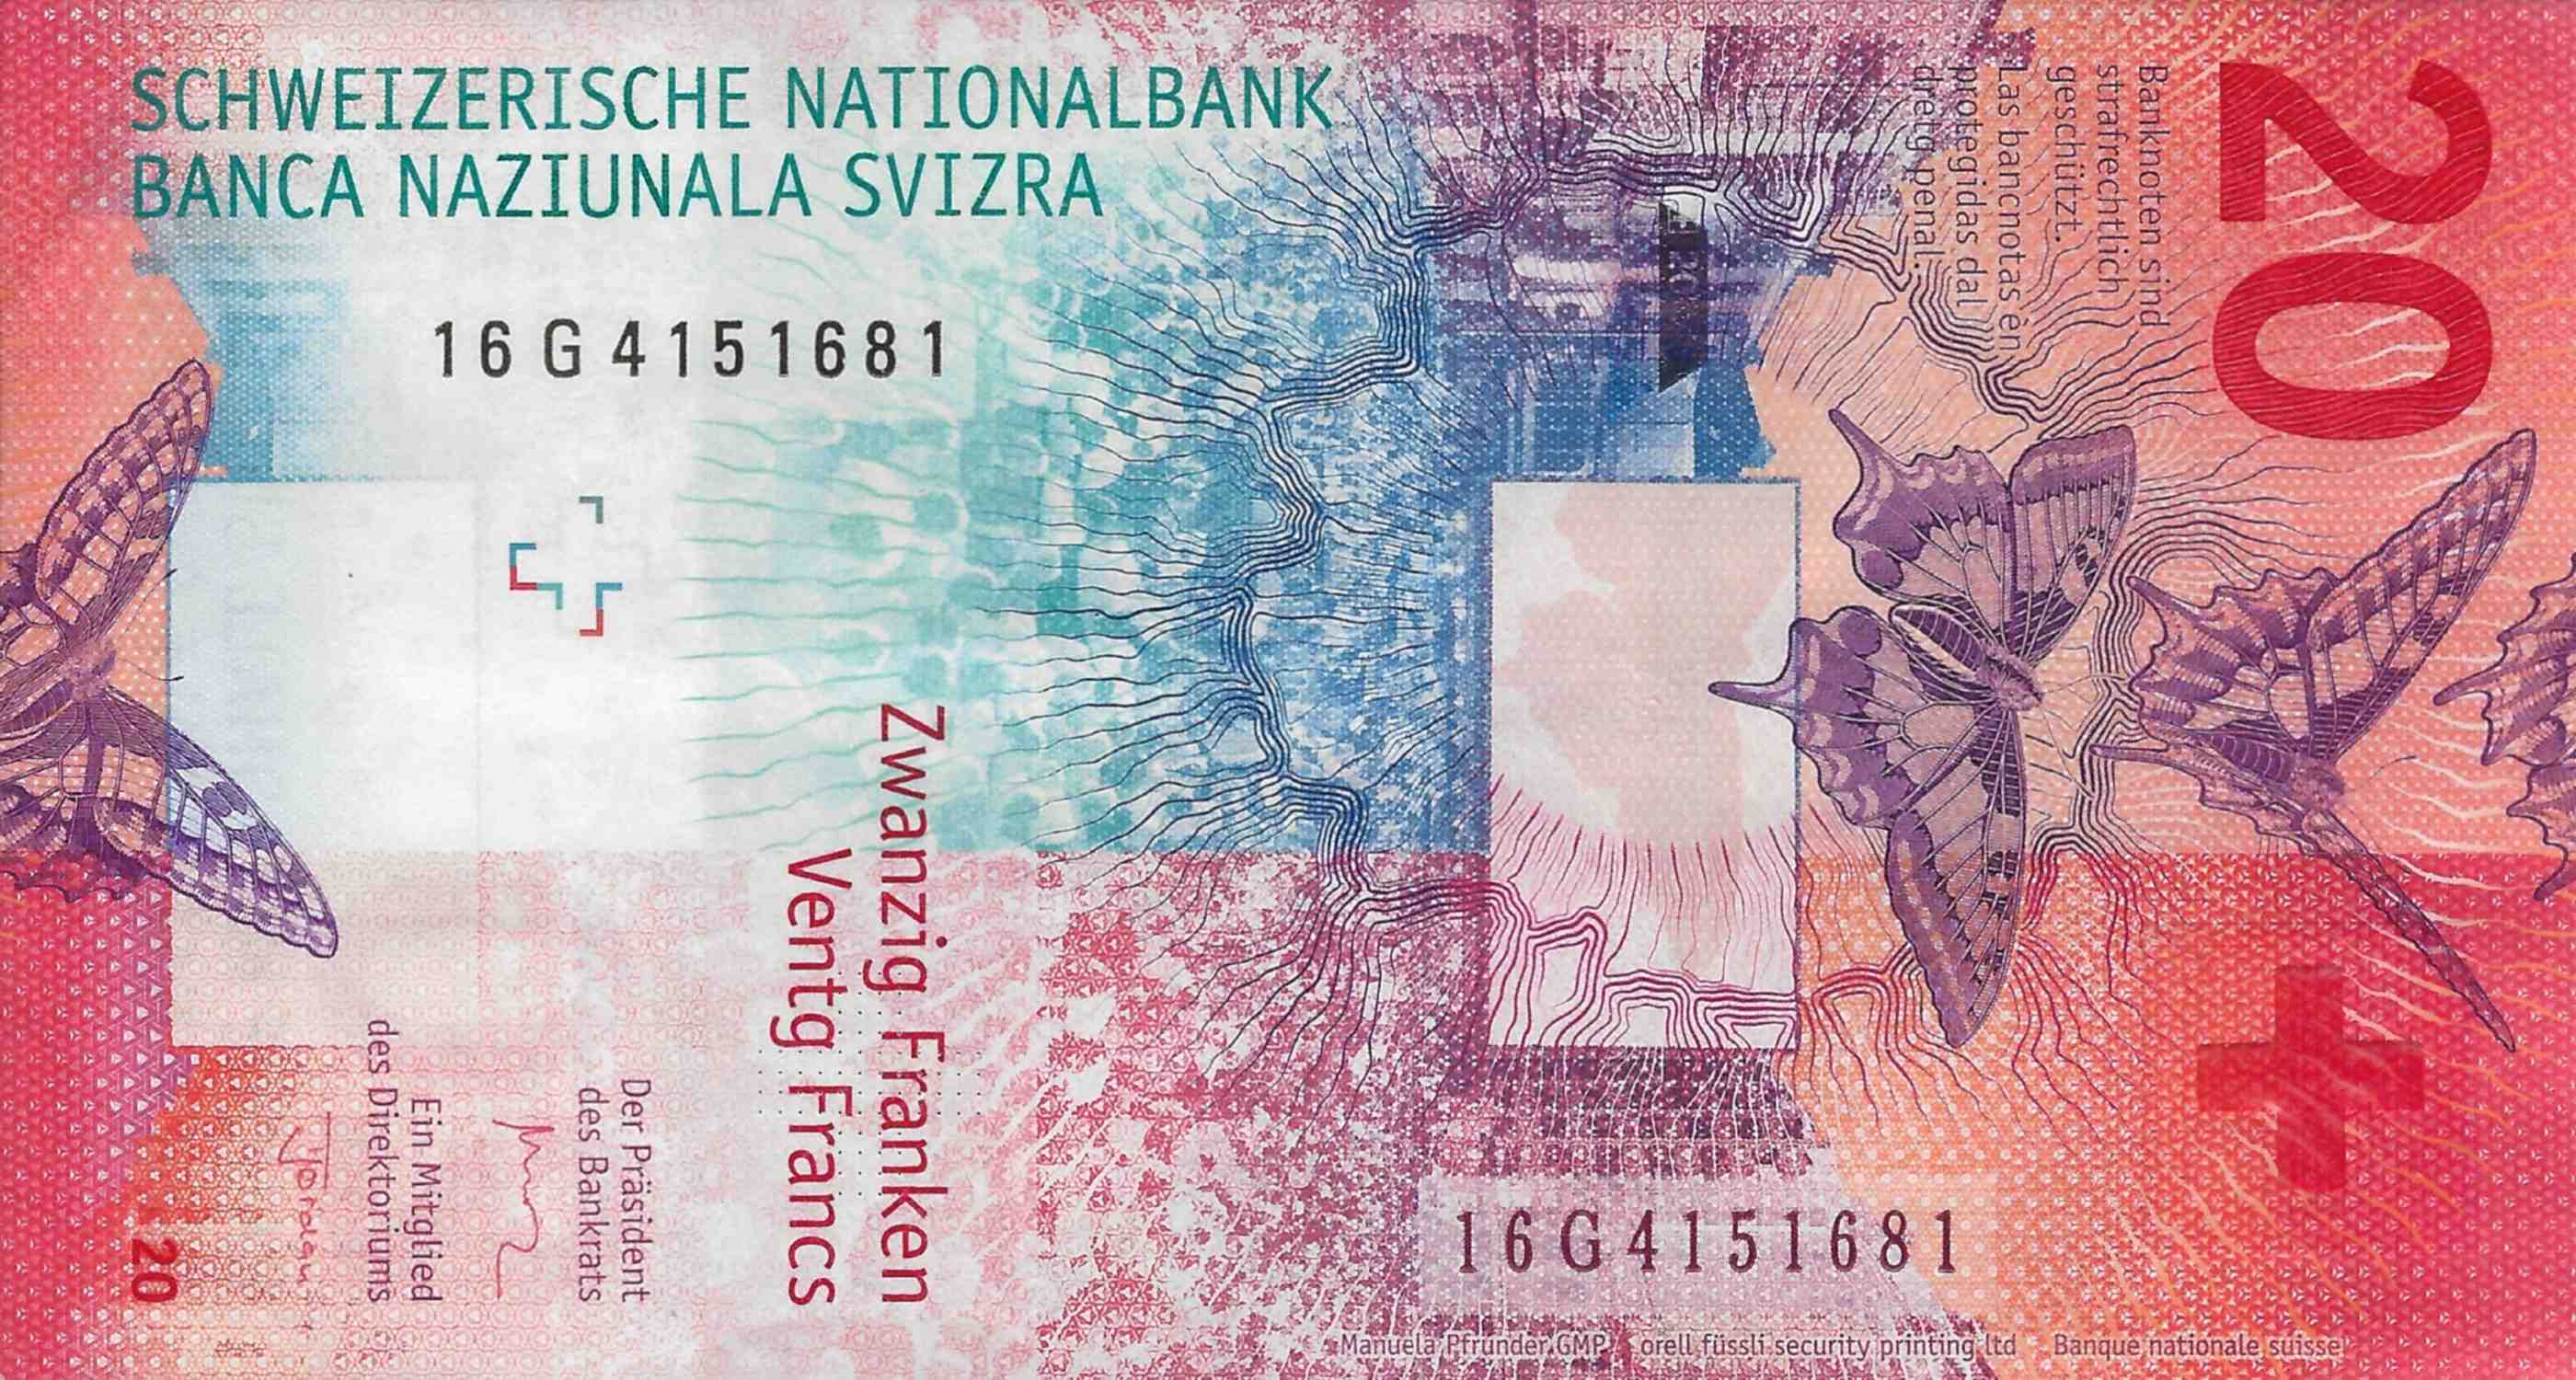 SCHWEIZERISCHE NATIONALBANK
BANCA NAZIUNALA SVIZRA
16G4151681
Banknoten sind
strafrechtlich
geschützt.
Las bancnotas èn
protegidas dal
dretg penal.
20
Zwanzig Franken
Ventg Francs
Der Präsident
des Bankrats
Ein Mitglied
des Direktoriums
Jordan
20
16G4151681
Manuela Pfrunder.GMP orell füssli security printing ltd Banque nationale suisse